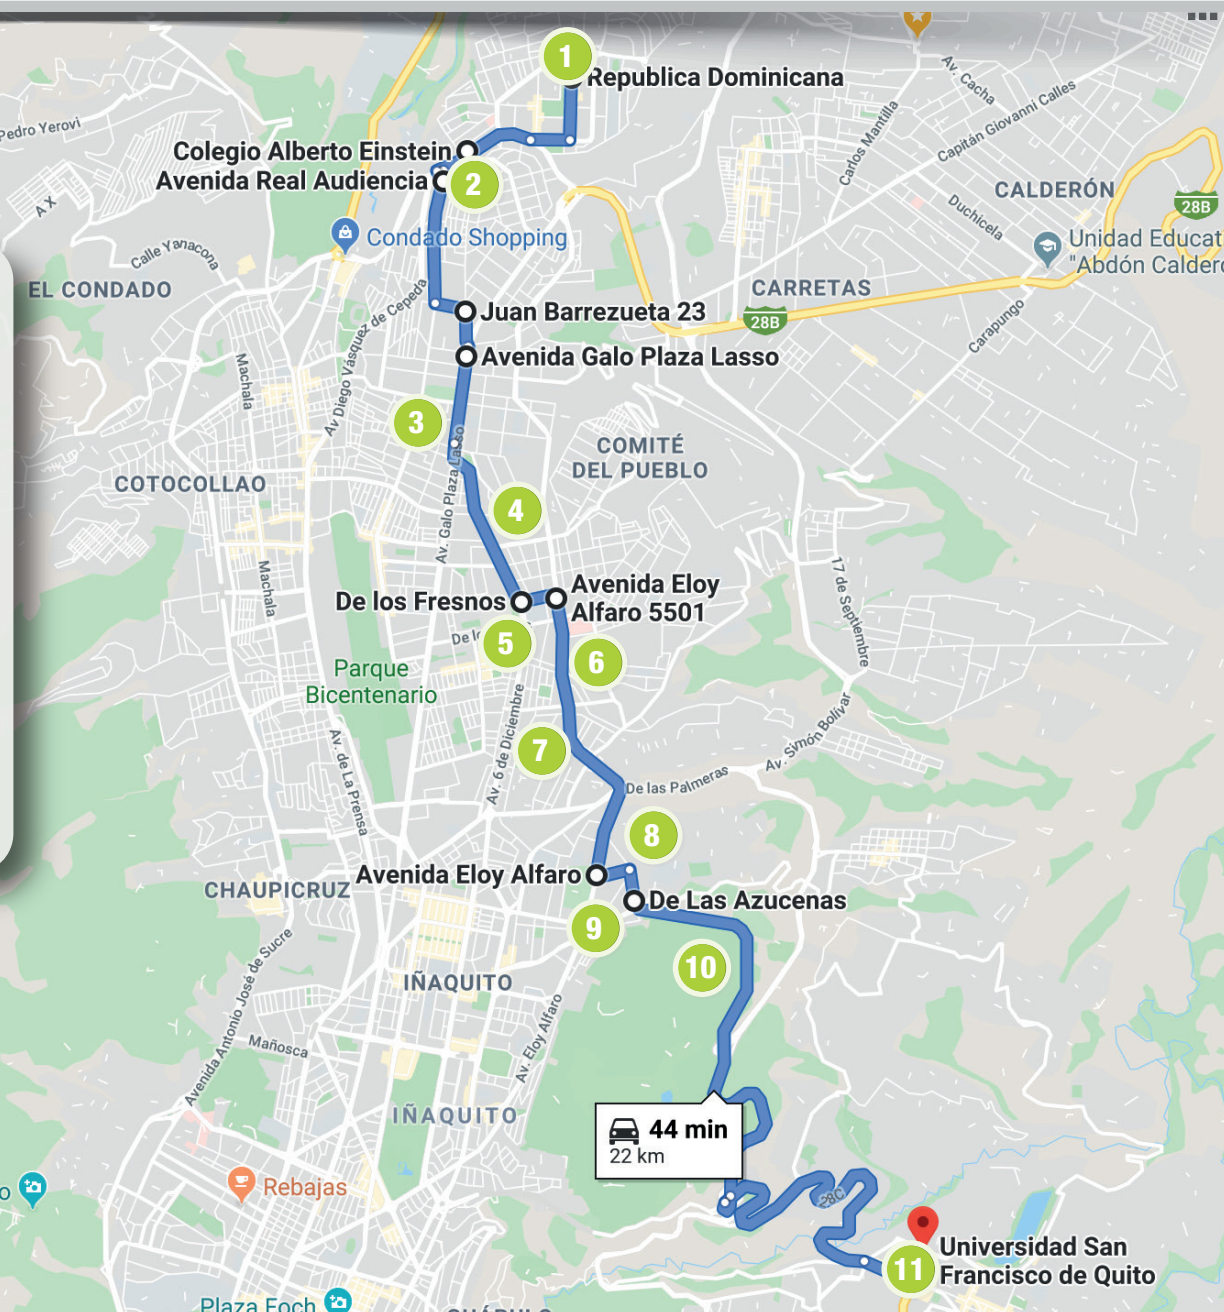 1
Republica Dominicana
Av. Cacha
Capitán Giovanni Calles
Carlos Mantilla
Pedro Yerovi
Colegio Alberto Einstein
Avenida Real Audiencia
2
CALDERÓN
28B
A X
Duchicela
Condado Shopping
Unidad Educat
"Abdón Caldero
Calle Yanacona
EL CONDADO
CARRETAS
Juan Barrezueta 23
28B
Carapungo
Av Diego Vásquez de Cepeda
Avenida Galo Plaza Lasso
Machala
3
COMITÉ
DEL PUEBLO
COTOCOLLAO
Av. Galo Plaza Lasso
4
Machala
17 de Septiembre
De los Fresnos
Avenida Eloy
Alfaro 5501
De lo
5
6
Parque
Bicentenario
Av. 6 de Diciembre
Av. Simón Bolívar
7
Av. de La Prensa
De las Palmeras
8
Avenida Eloy Alfaro
CHAUPICRUZ
De Las Azucenas
9
10
IÑAQUITO
Avenida Antonio José de Sucre
Av. Eloy Alfaro
Mañosca
IÑAQUITO
44 min
22 km
Rebajas
o
28C
Universidad San
Francisco de Quito
11
Plaza Foch